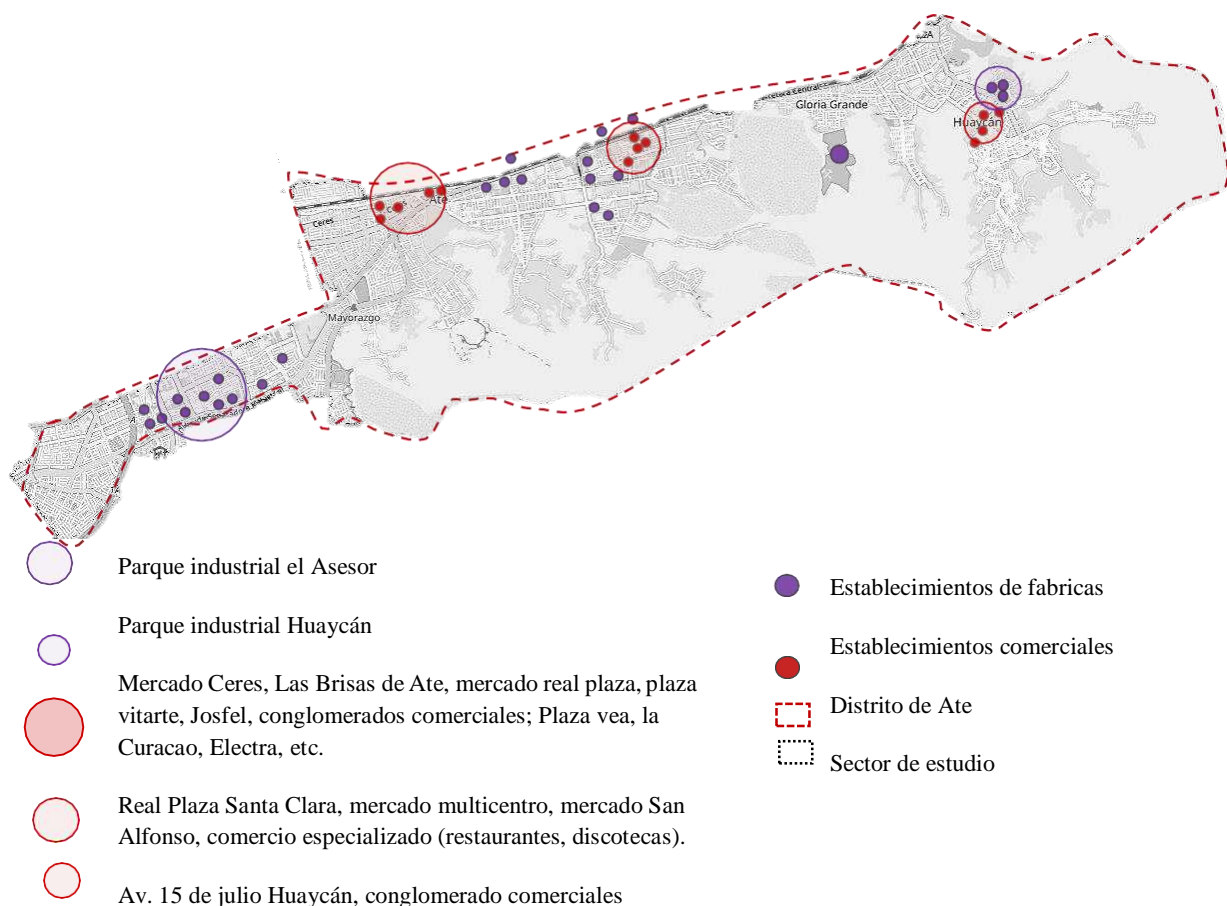 Gloria Grande
Huaycán
Ate
Ceres
Mayorazgo
Parque industrial el Asesor
Parque industrial Huaycán
Mercado Ceres, Las Brisas de Ate, mercado real plaza, plaza
vitarte, Josfel, conglomerados comerciales; Plaza vea, la
Curacao, Electra, etc.
Real Plaza Santa Clara, mercado multicentro, mercado San
Alfonso, comercio especializado (restaurantes, discotecas).
Av. 15 de julio Huaycán, conglomerado comerciales
Establecimientos de fabricas
Establecimientos comerciales
Distrito de Ate
Sector de estudio